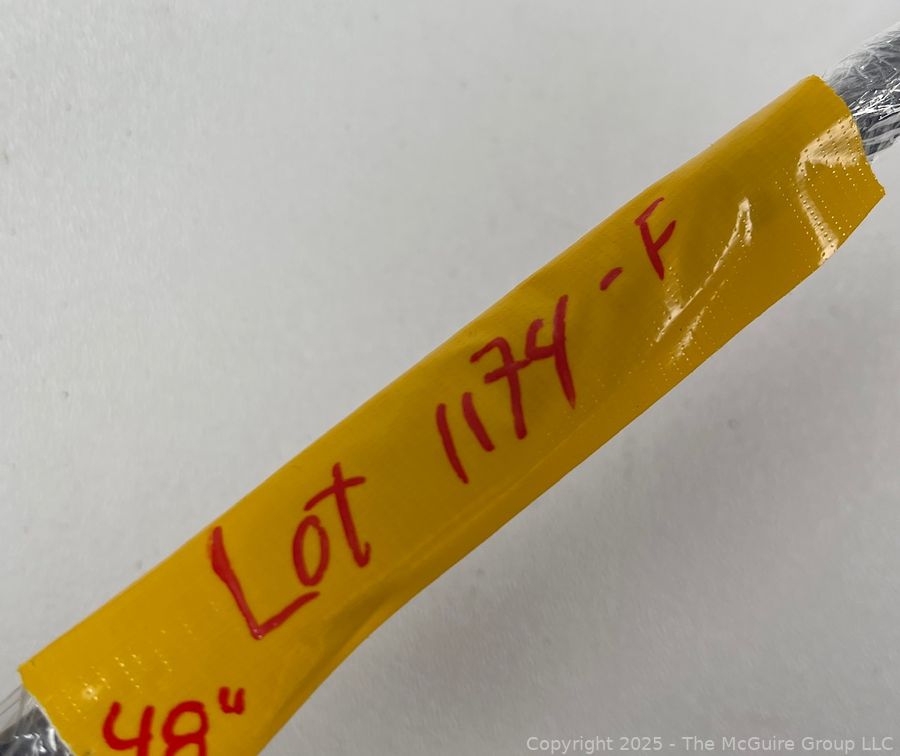 Lot 1174-F
48"
Copyright 2025 - The McGuire Group LLC